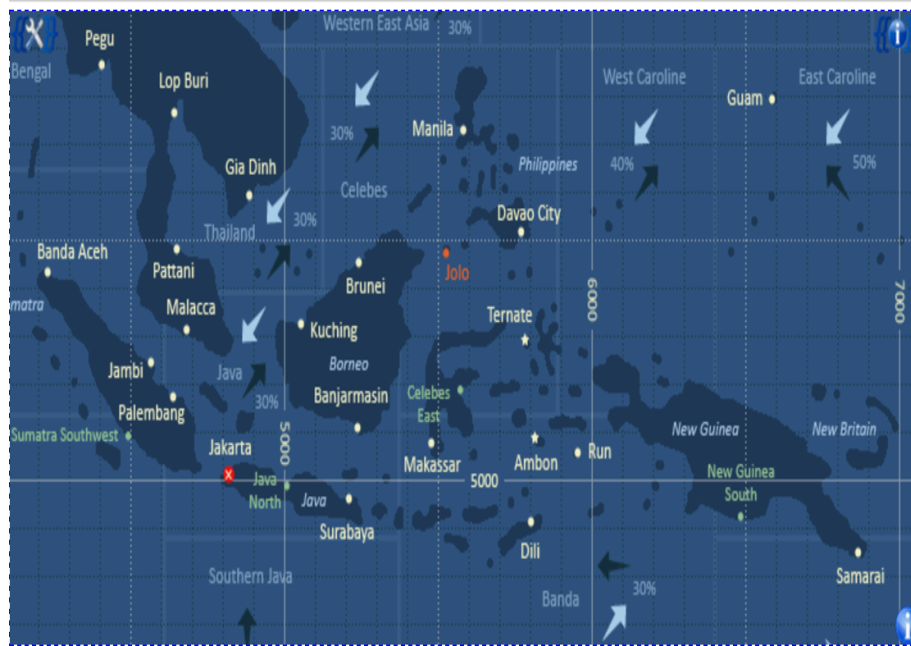 Western East Asia
30%
Pegu
Bengal
Lop Buri
West Caroline
East Caroline
Guam
Manila
30%
Philippines
40%
50%
Gia Dinh
Celebes
30%
Thailand
Davao City
Banda Aceh
Pattani
Jolo
Brunei
matra
Malacca
6000
7000
Ternate
Kuching
Borneo
Jambi
Java
30%
Banjarmasin
Celebes
East
Palembang
Sumatra Southwest
Jakarta
5000
New Guinea
New Britain
Makassar
Ambon
Run
Java
North
Java
5000
New Guinea
South
Surabaya
Dili
Samarai
Southern Java
Banda
30%